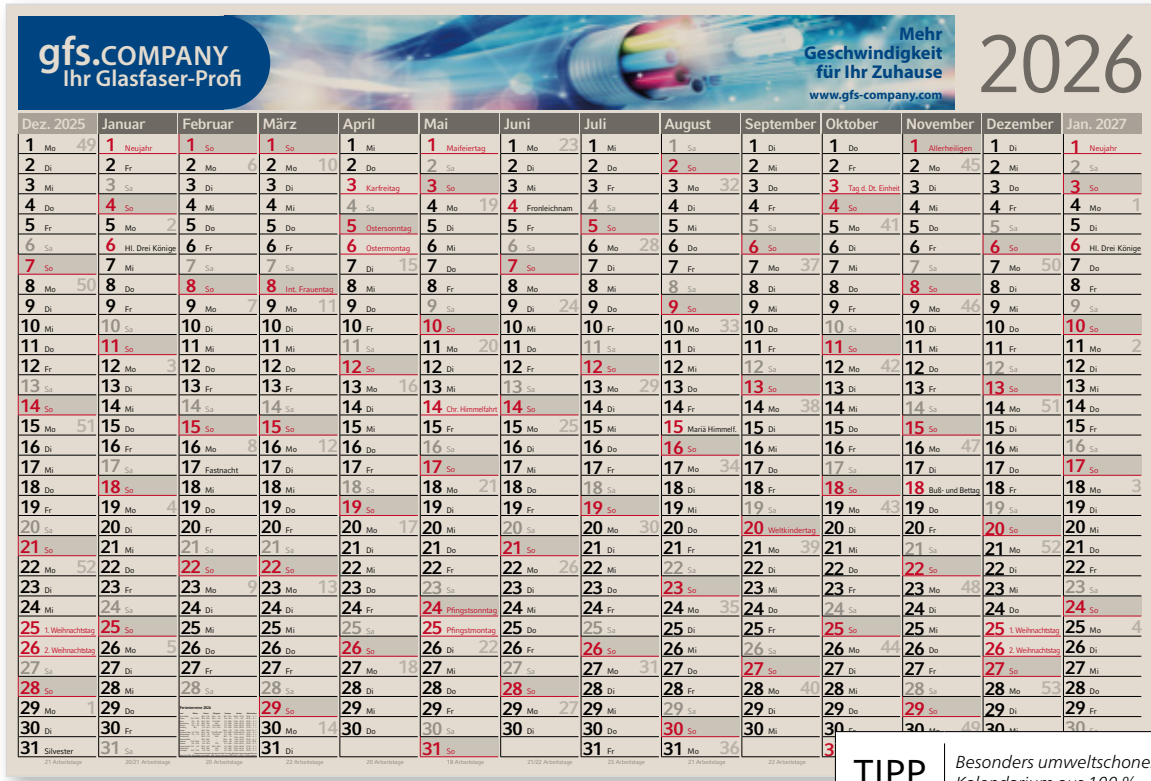 gfs.COMPANY
Ihr Glasfaser-Profi
Mehr
Geschwindigkeit
für Ihr Zuhause
www.gfs-company.com
2026
Dez. 2025 Januar Februar März April Mai Juni Juli August September Oktober November Dezember Jan. 2027
1 Mo 49 1 Neujahr 1 So 1 So 1 Mi 1 Maifeiertag 1 Mo 23 1 Mi 1 Sa 1 Di 1 Do 1 Allerheiligen 1 Di 1 Neujahr
2 Di 2 Fr 2 Mo 6 2 Mo 10 2 Do 2 Sa 2 Di 2 Do 2 So 2 Mi 2 Fr 2 Mo 45 2 Mi 2 Sa
3 Mi 3 Sa 3 Di 3 Di 3 Karfreitag 3 So 3 Mi 3 Fr 3 Mo 32 3 Do 3 Tag d. Dt. Einheit 3 Di 3 Do 3 So
4 Do 4 So 4 Mi 4 Mi 4 Sa 4 Mo 19 4 Fronleichnam 4 Sa 4 Di 4 Fr 4 So 4 Mi 4 Fr 4 Mo 1
5 Fr 5 Mo 2 5 Do 5 Do 5 Ostersonntag 5 Di 5 Fr 5 So 5 Mi 5 Sa 5 Mo 41 5 Do 5 Sa 5 Di
6 Sa 6 Hl. Drei Könige 6 Fr 6 Fr 6 Ostermontag 6 Mi 6 Sa 6 Mo 28 6 Do 6 So 6 Di 6 Fr 6 So 6 Hl. Drei Könige
7 So 7 Mi 7 Sa 7 Sa 7 Di 15 7 Do 7 So 7 Di 7 Fr 7 Mo 37 7 Mi 7 Sa 7 Mo 50 7 Do
8 Mo 50 8 Do 8 So 8 Int. Frauentag 8 Mi 8 Fr 8 Mo 8 Mi 8 Sa 8 Di 8 Do 8 So 8 Di 8 Fr
9 Di 9 Fr 9 Mo 7 9 Mo 11 9 Do 9 Sa 9 Di 24 9 Do 9 So 9 Mi 9 Fr 9 Mo 46 9 Mi 9 Sa
10 Mi 10 Sa 10 Di 10 Di 10 Fr 10 So 10 Mi 10 Fr 10 Mo 33 10 Do 10 Sa 10 Di 10 Do 10 So
11 Do 11 So 11 Mi 11 Mi 11 Sa 11 Mo 20 11 Do 11 Sa 11 Di 11 Fr 11 So 11 Mi 11 Fr 11 Mo 2
12 Fr 12 Mo 3 12 Do 12 Do 12 So 12 Di 12 Fr 12 So 12 Mi 12 Sa 12 Mo 42 12 Do 12 Sa 12 Di
13 Sa 13 Di 13 Fr 13 Fr 13 Mo 16 13 Mi 13 Sa 13 Mo 29 13 Do 13 So 13 Di 13 Fr 13 So 13 Mi
14 So 14 Mi 14 Sa 14 Sa 14 Di 14 Chr. Himmelfahrt 14 So 14 Di 14 Fr 14 Mo 38 14 Mi 14 Sa 14 Mo 51 14 Do
15 Mo 51 15 Do 15 So 15 So 15 Mi 15 Fr 15 Mo 25 15 Mi 15 Mariä Himmelf. 15 Di 15 Do 15 So 15 Di 15 Fr
16 Di 16 Fr 16 Mo 8 16 Mo 12 16 Do 16 Sa 16 Di 16 Do 16 So 16 Mi 16 Fr 16 Mo 47 16 Mi 16 Sa
17 Mi 17 Sa 17 Fastnacht 17 Di 17 Fr 17 So 17 Mi 17 Fr 17 Mo 34 17 Do 17 Sa 17 Di 17 Do 17 So
18 Do 18 So 18 Mi 18 Mi 18 Sa 18 Mo 21 18 Do 18 Sa 18 Di 18 Fr 18 So 18 Buß- und Bettag 18 Fr 18 Mo 3
19 Fr 19 Mo 4 19 Do 19 Do 19 So 19 Di 19 Fr 19 So 19 Mi 19 Sa 19 Mo 43 19 Do 19 Sa 19 Di
20 Sa 20 Di 20 Fr 20 Fr 20 Mo 17 20 Mi 20 Sa 20 Mo 30 20 Do 20 Weltkindertag 20 Di 20 Fr 20 So 20 Mi
21 So 21 Mi 21 Sa 21 Sa 21 Di 21 Do 21 So 21 Di 21 Fr 21 Mo 39 21 Mi 21 Sa 21 Mo 52 21 Do
22 Mo 52 22 Do 22 So 22 So 22 Mi 22 Fr 22 Mo 26 22 Mi 22 Sa 22 Di 22 Do 22 So 22 Di 22 Fr
23 Di 23 Fr 23 Mo 9 23 Mo 13 23 Do 23 Sa 23 Di 23 Do 23 So 23 Mi 23 Fr 23 Mo 48 23 Mi 23 Sa
24 Mi 24 Sa 24 Di 24 Di 24 Fr 24 Pfingstsonntag 24 Mi 24 Fr 24 Mo 35 24 Do 24 Sa 24 Di 24 Do 24 So
25 1. Weihnachtstag 25 So 25 Mi 25 Mi 25 Sa 25 Pfingstmontag 25 Do 25 Sa 25 Di 25 Fr 25 So 25 Mi 25 1. Weihnachtstag 25 Mo 4
26 2. Weihnachtstag 26 Mo 5 26 Do 26 Do 26 So 26 Di 22 26 Fr 26 So 26 Mi 26 Sa 26 Mo 44 26 Do 26 2. Weihnachtstag 26 Di
27 Sa 27 Di 27 Fr 27 Fr 27 Mo 18 27 Mi 27 Sa 27 Mo 31 27 Do 27 So 27 Di 27 Fr 27 So 27 Mi
28 So 28 Mi 28 Sa 28 Sa 28 Di 28 Do 28 So 28 Di 28 Fr 28 Mo 40 28 Mi 28 Sa 28 Mo 53 28 Do
29 Mo 1 29 Do Ferientermine 2026 29 So 29 Mi 29 Fr 29 Mo 27 29 Mi 29 Sa 29 Di 29 Do 29 So 29 Di 29 Fr
30 Di 30 Fr 30 Mo 14 30 Do 30 Sa 30 Di 30 Do 30 So 30 Mi 30 Fr 30 Mo 49 30 Mi 30
31 Silvester 31 Sa 31 Di 31 So 31 Fr 31 Mo 36 3
21 Arbeitstage 20/21 Arbeitstage 20 Arbeitstage 22 Arbeitstage 20 Arbeitstage 18 Arbeitstage 21/22 Arbeitstage 23 Arbeitstage 21 Arbeitstage 22 Arbeitstage
TIPP
Besonders umweltschone
Kalendarium aus 100 %